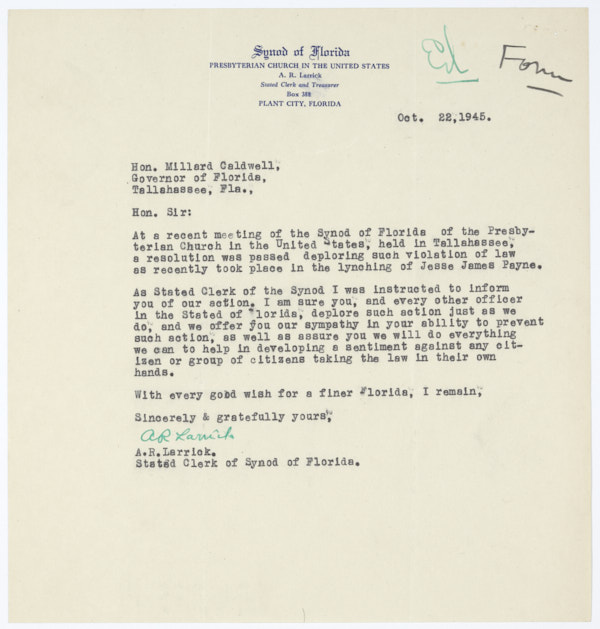 Synod of Florida
PRESBYTERIAN CHURCH IN THE UNITED STATES
A. R. Larrick
Stated Clerk and Treasurer
Box 388
PLANT CITY, FLORIDA
Ed Form
Oct. 22,1945.
Hon. Millard Caldwell,
Governor of Florida,
Tallahassee, Fla.,
Hon. Sir:
At a recent meeting of the Synod of Florida of the Presby-
terian Church in the United States, held in Tallahassee,
a resolution was passed deploring such violation of law
as recently took place in the lynching of Jesse James Payne.
As Stated Clerk of the Synod I was instructed to inform
you of our action. I am sure you, and every other officer
in the Stated of Florida, deplore such action just as we
do, and we offer you our sympathy in your ability to prevent
such action, as well as assure you we will do everything
we can to help in developing a sentiment against any cit-
izen or group of citizens taking the law in their own
hands.
With every good wish for a finer Florida, I remain,
Sincerely & gratefully yours,
A R Larrick
A.R.Larrick.
Stated Clerk of Synod of Florida.